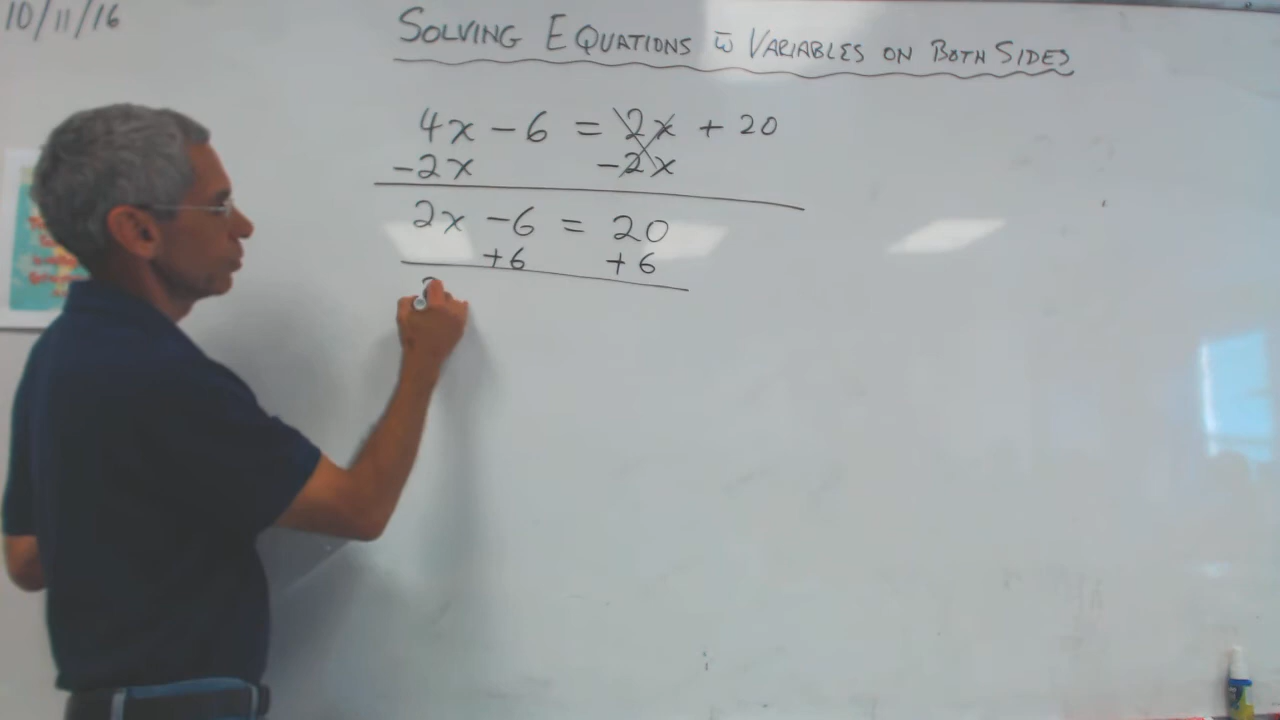 10/11/16
SOLVING EQUATIONS w̄ VARIABLES ON BOTH SIDES
4x - 6 = 2x + 20
-2x -2x
2x - 6 = 20
+6 +6